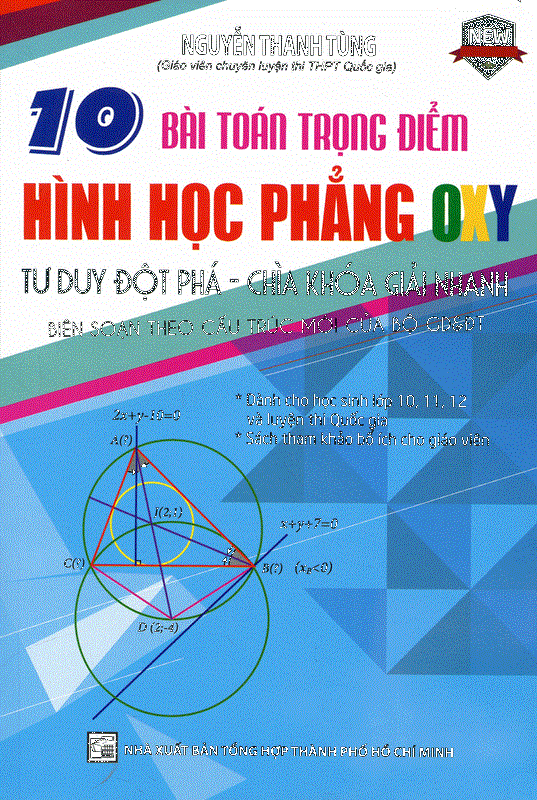 NGUYỄN THANH TÙNG
(Giáo viên chuyên luyện thi THPT Quốc gia)
NEW
10 BÀI TOÁN TRỌNG ĐIỂM
HÌNH HỌC PHẲNG OXY
TƯ DUY ĐỘT PHÁ - CHÌA KHÓA GIẢI NHANH
BIÊN SOẠN THEO CẤU TRÚC MỚI CỦA BỘ GD&ĐT
* Dành cho học sinh lớp 10, 11, 12
và luyện thi Quốc gia
* Sách tham khảo bổ ích cho giáo viên
2x+y-10=0
A(?)
I(2;1)
x+y+7=0
C(?)
B(?) (x_B<0)
D (2;-4)
NHÀ XUẤT BẢN TỔNG HỢP THÀNH PHỐ HỒ CHÍ MINH